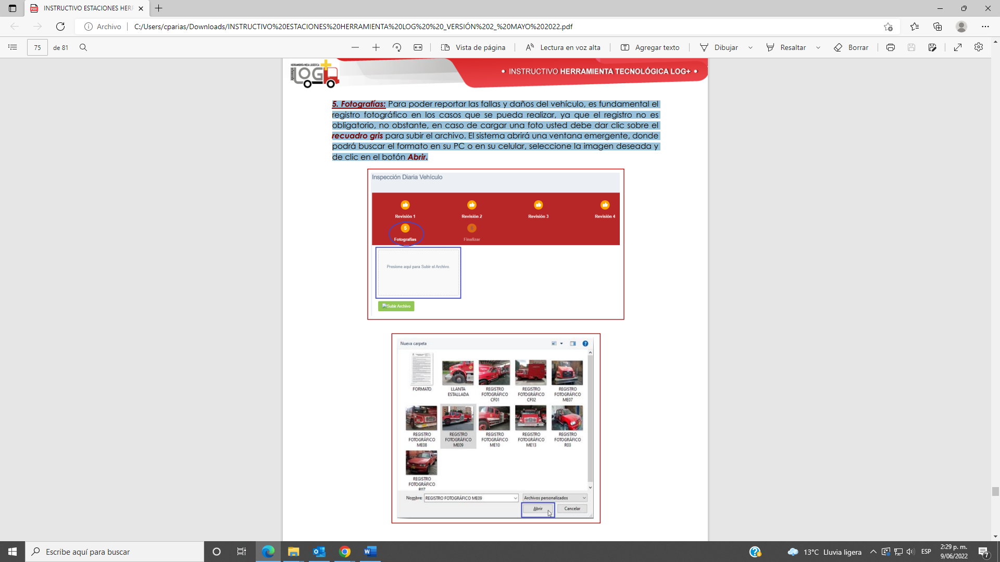 INSTRUCTIVO ESTACIONES HERR
Archivo
C:/Users/cparias/Downloads/INSTRUCTIVO%20ESTACIONES%20HERRAMIENTA%20LOG%20%20_VERSIÓN%202_%20MAYO%202022.pdf
75 de 81
Vista de página
Lectura en voz alta
Agregar texto
Dibujar
Resaltar
Borrar
HERRAMIENTA MESA LOGÍSTICA
LOG+
• INSTRUCTIVO HERRAMIENTA TECNOLÓGICA LOG+ •
5. Fotografías: Para poder reportar las fallas y daños del vehículo, es fundamental el
registro fotográfico en los casos que se pueda realizar, ya que el registro no es
obligatorio, no obstante, en caso de cargar una foto usted debe dar clic sobre el
recuadro gris para subir el archivo. El sistema abrirá una ventana emergente, donde
podrá buscar el formato en su PC o en su celular, seleccione la imagen deseada y
de clic en el botón Abrir.
Inspección Diaria Vehículo
Revisión 1
Revisión 2
Revisión 3
Revisión 4
5
6
Fotografias
Finalizar
Presione aquí para Subir el Archivo.
Subir Archivo
Nueva carpeta
FORMATO
LLANTA
ESTALLADA
REGISTRO
FOTOGRÁFICO
CF01
REGISTRO
FOTOGRÁFICO
CF02
REGISTRO
FOTOGRÁFICO
ME07
REGISTRO
FOTOGRÁFICO
ME08
REGISTRO
FOTOGRÁFICO
ME09
REGISTRO
FOTOGRÁFICO
ME10
REGISTRO
FOTOGRÁFICO
ME13
REGISTRO
FOTOGRÁFICO
R03
REGISTRO
FOTOGRÁFICO
R07
Nombre: REGISTRO FOTOGRÁFICO ME09
Archivos personalizados
Abrir
Cancelar
Escribe aquí para buscar
13°C Lluvia ligera
ESP
2:29 p. m.
9/06/2022
7